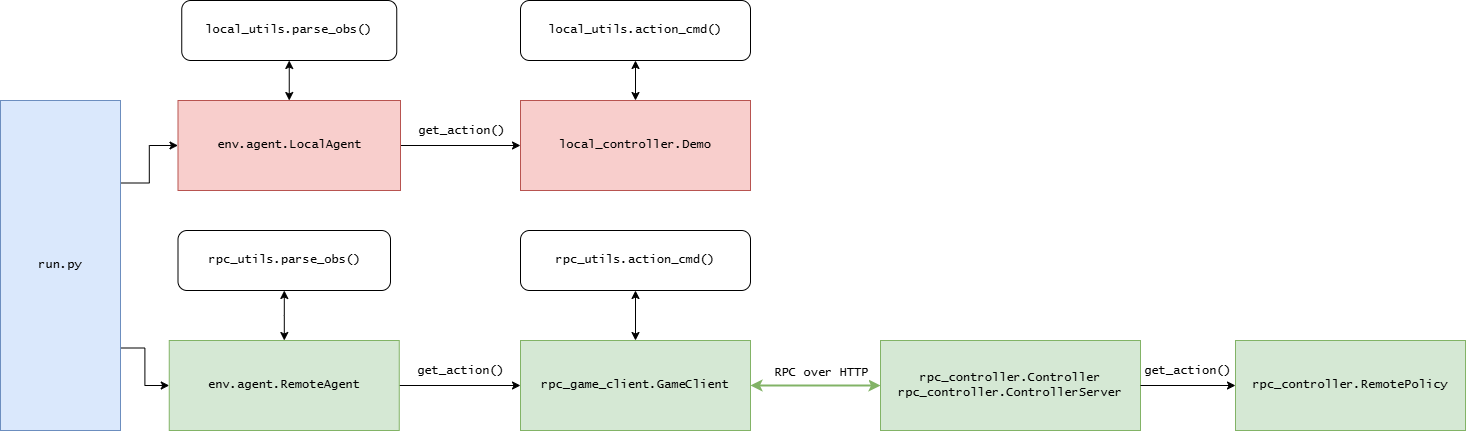 local_utils.parse_obs()
local_utils.action_cmd()
env.agent.LocalAgent
get_action()
local_controller.Demo
run.py
rpc_utils.parse_obs()
rpc_utils.action_cmd()
env.agent.RemoteAgent
get_action()
rpc_game_client.GameClient
RPC over HTTP
rpc_controller.Controller
rpc_controller.ControllerServer
get_action()
rpc_controller.RemotePolicy